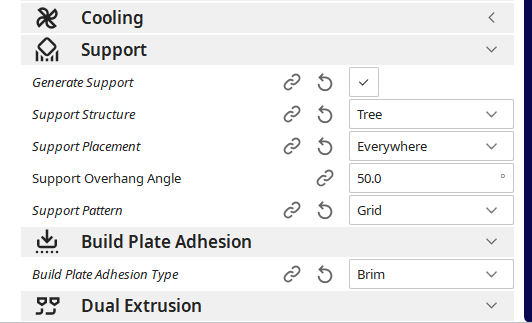 Cooling
Support
Generate Support
Support Structure Tree
Support Placement Everywhere
Support Overhang Angle 50.0 °
Support Pattern Grid
Build Plate Adhesion
Build Plate Adhesion Type Brim
Dual Extrusion